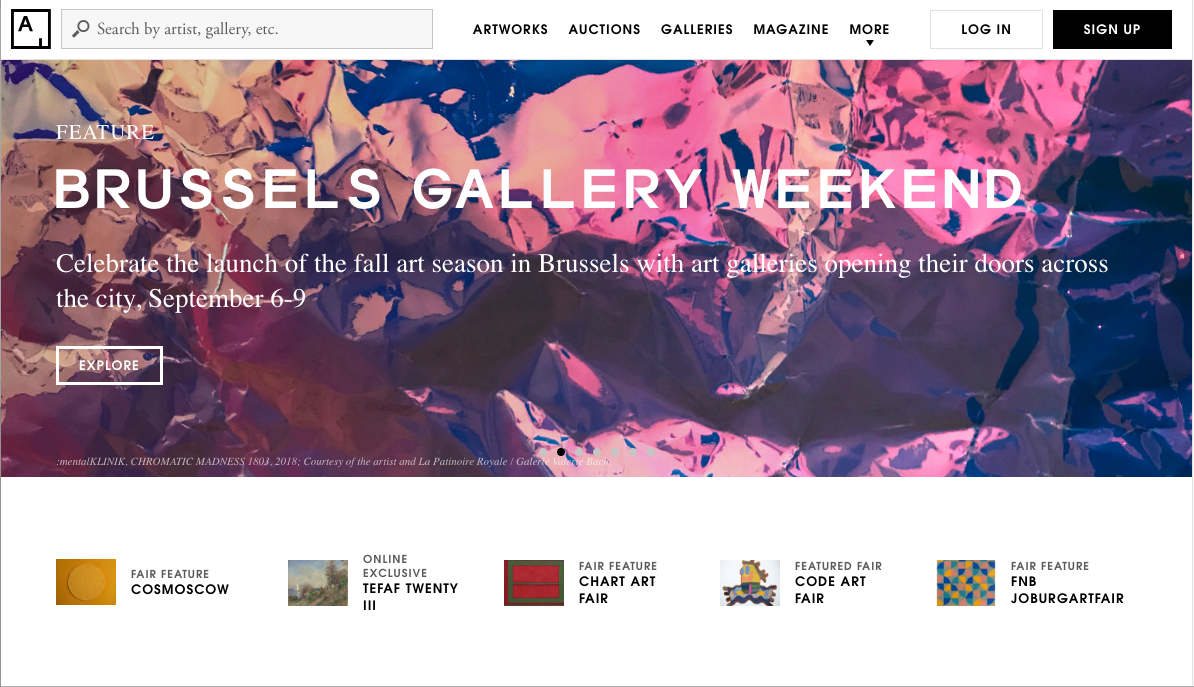 A
Search by artist, gallery, etc.
ARTWORKS AUCTIONS GALLERIES MAGAZINE MORE
LOG IN
SIGN UP
FEATURE
BRUSSELS GALLERY WEEKEND
Celebrate the launch of the fall art season in Brussels with art galleries opening their doors across
the city, September 6-9
EXPLORE
:mentalKLINIK, CHROMATIC MADNESS 1803, 2018; Courtesy of the artist and La Patinoire Royale / Galerie Valerie Bach.
FAIR FEATURE
COSMOSCOW
ONLINE
EXCLUSIVE
TEFAF TWENTY
III
FAIR FEATURE
CHART ART
FAIR
FEATURED FAIR
CODE ART
FAIR
FAIR FEATURE
FNB
JOBURGARTFAIR